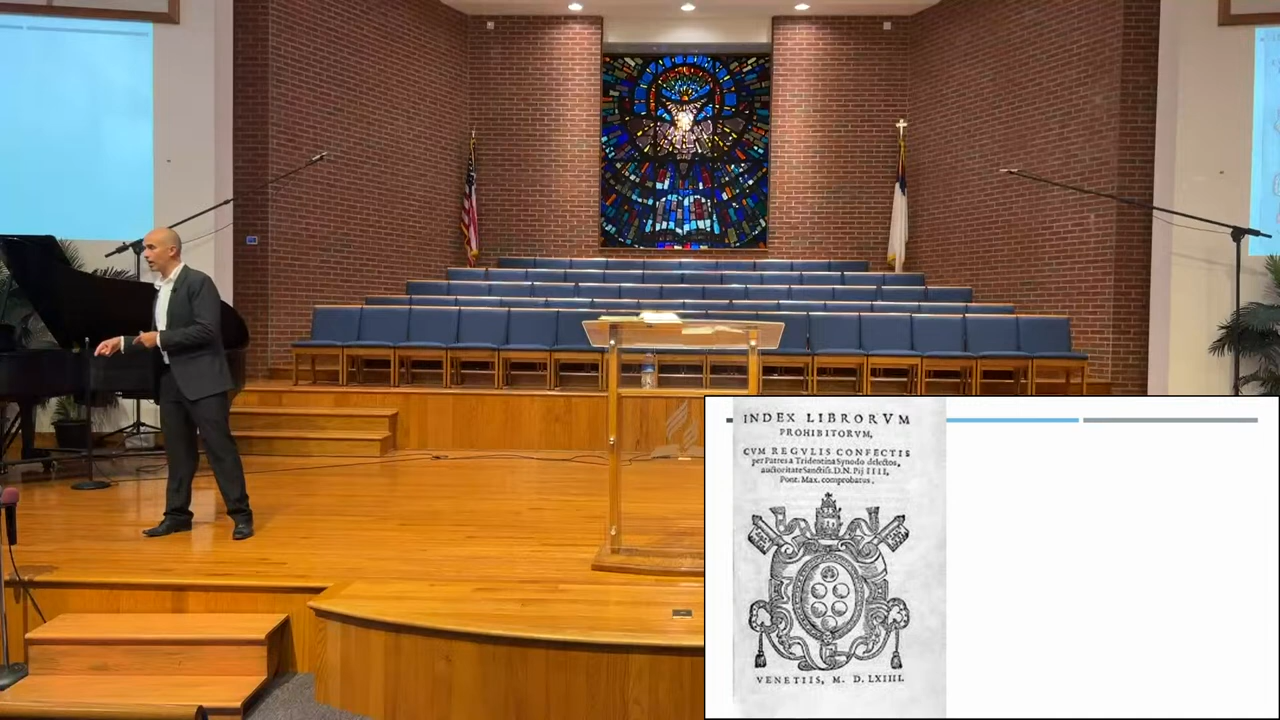 INDEX LIBRORVM
PROHIBITORVM,
CVM REGVLIS CONFECTIS
per Patres a Tridentina Synodo delectos,
auctoritate Sanctiſs. D. N. Pij IIII,
Pont. Max. comprobatus.
VENETIIS, M. D. LXIIII.